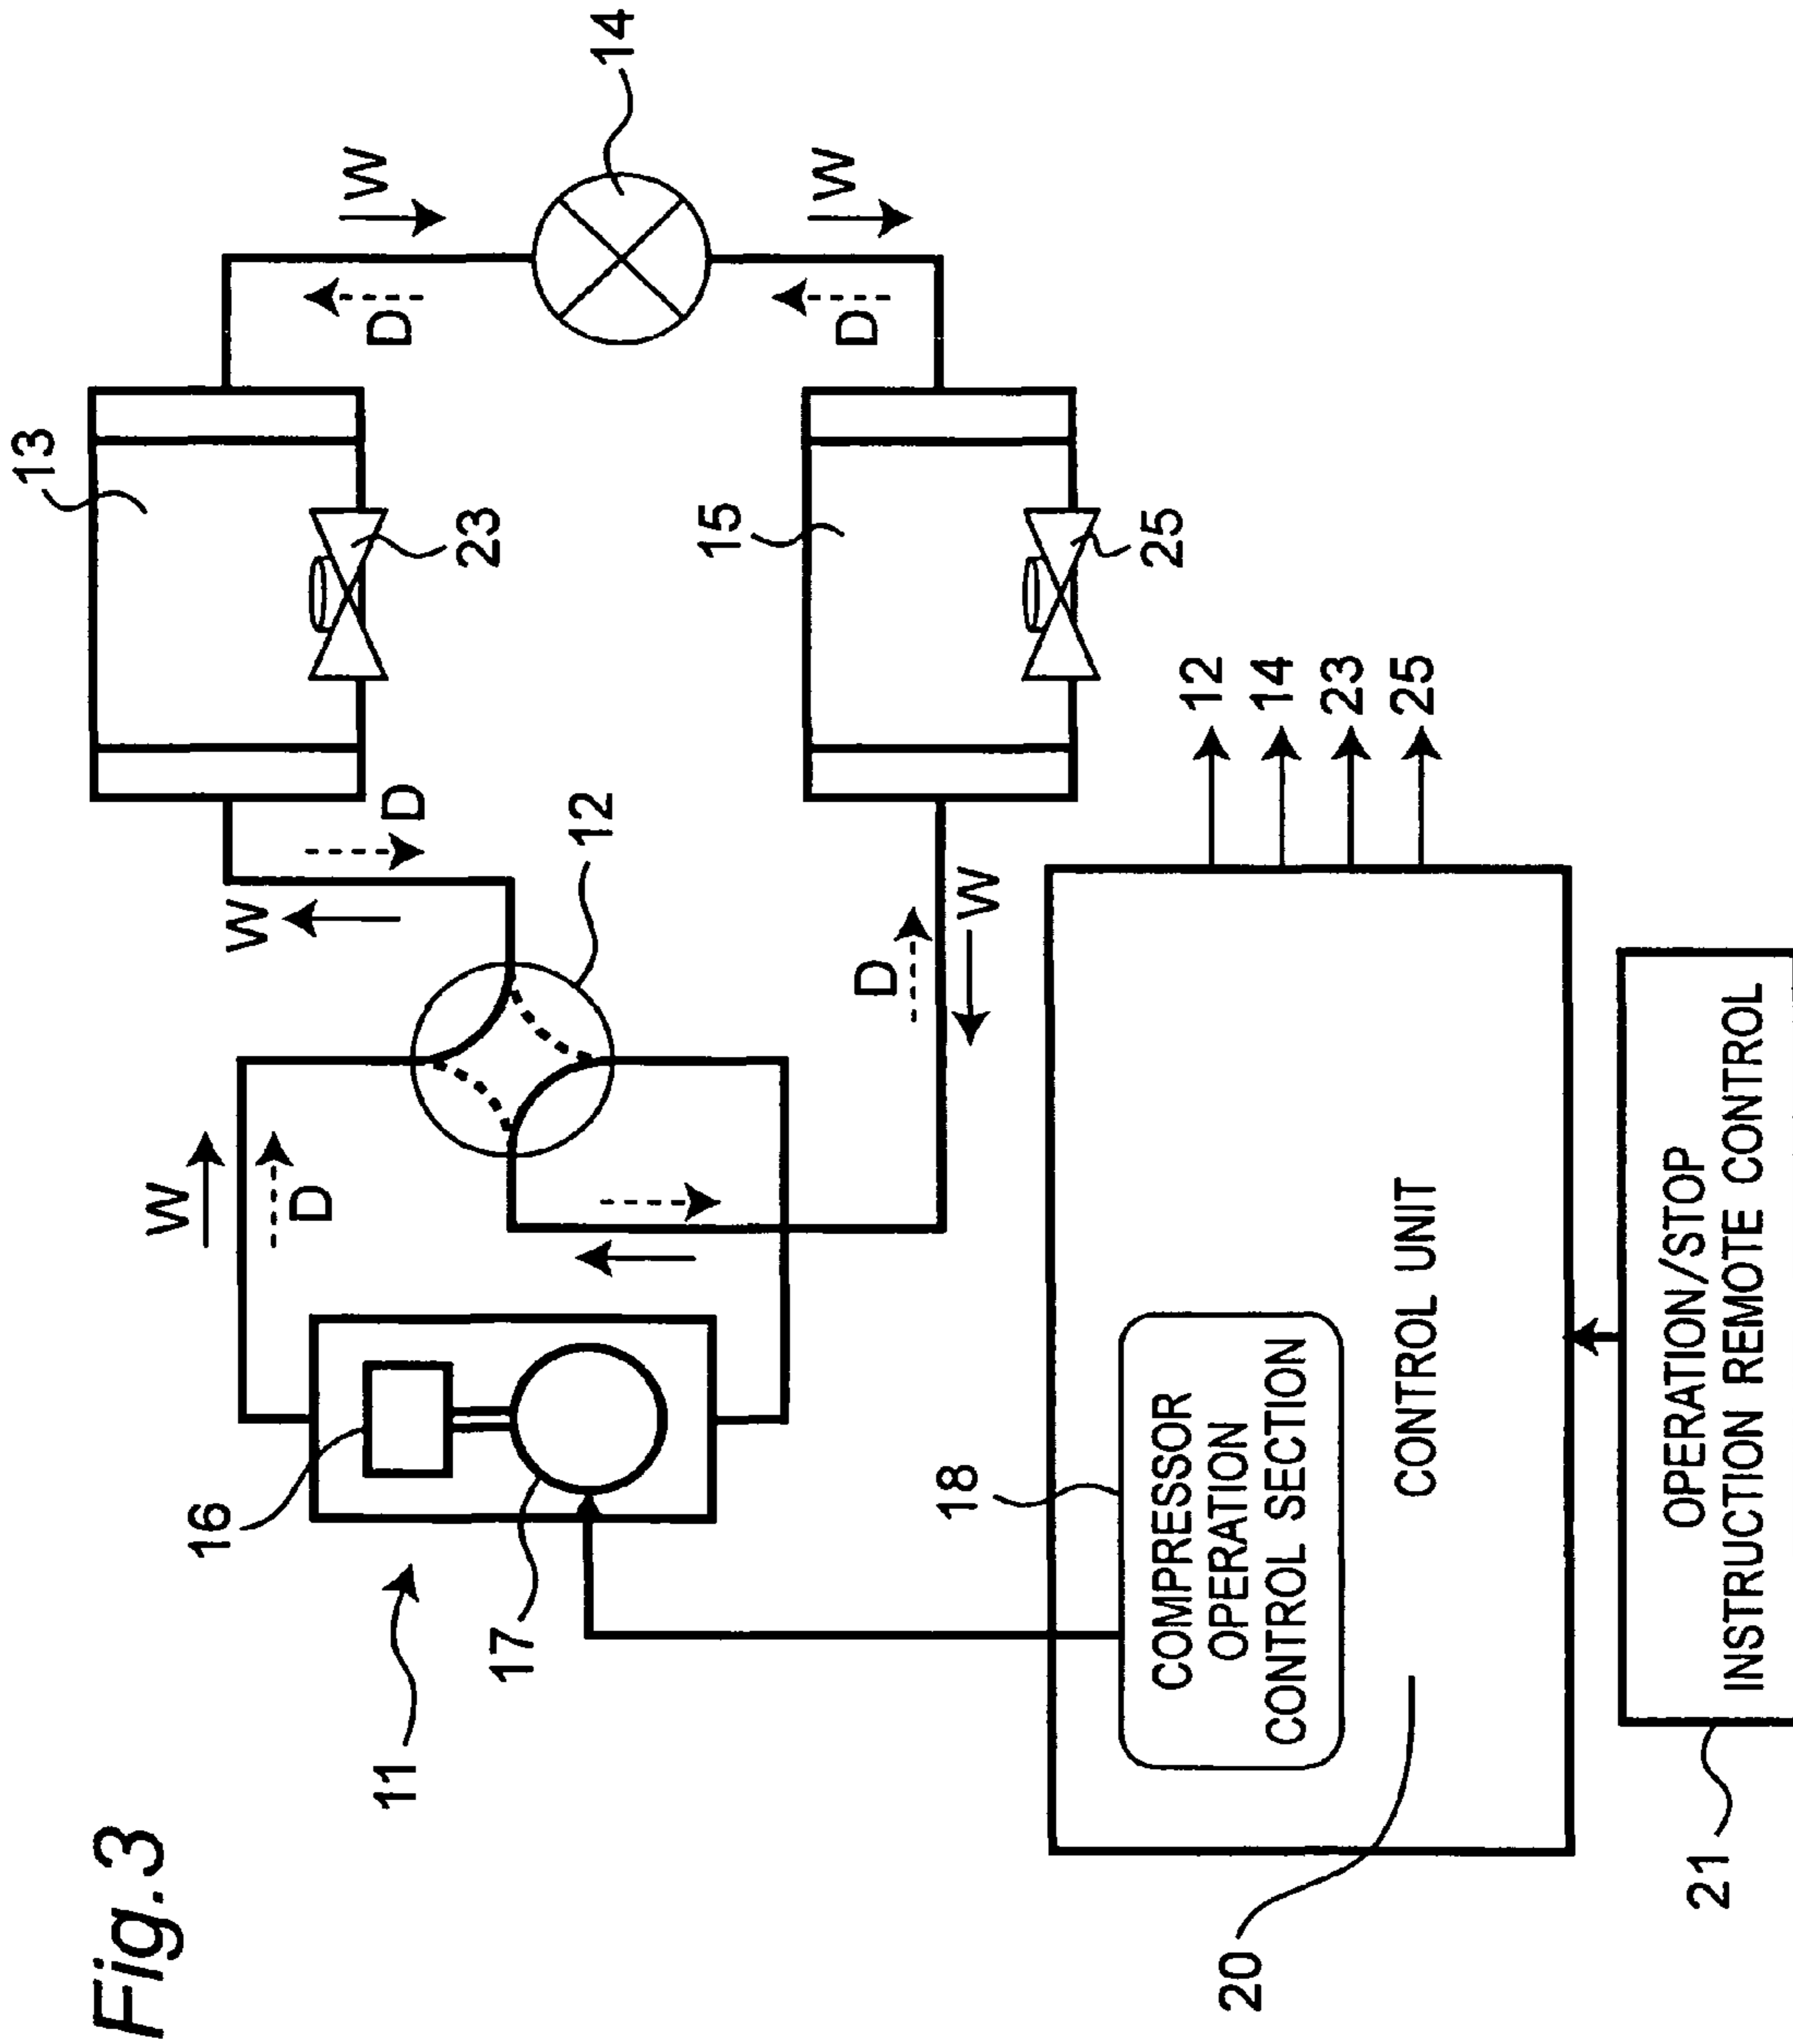 Fig.3
13
W
14
D
23
W
D
W
D
12
W
D
15
25
D
W
16
17
11
18
COMPRESSOR
OPERATION
CONTROL SECTION
CONTROL UNIT
20
12
14
23
25
21
OPERATION/STOP
INSTRUCTION REMOTE CONTROL